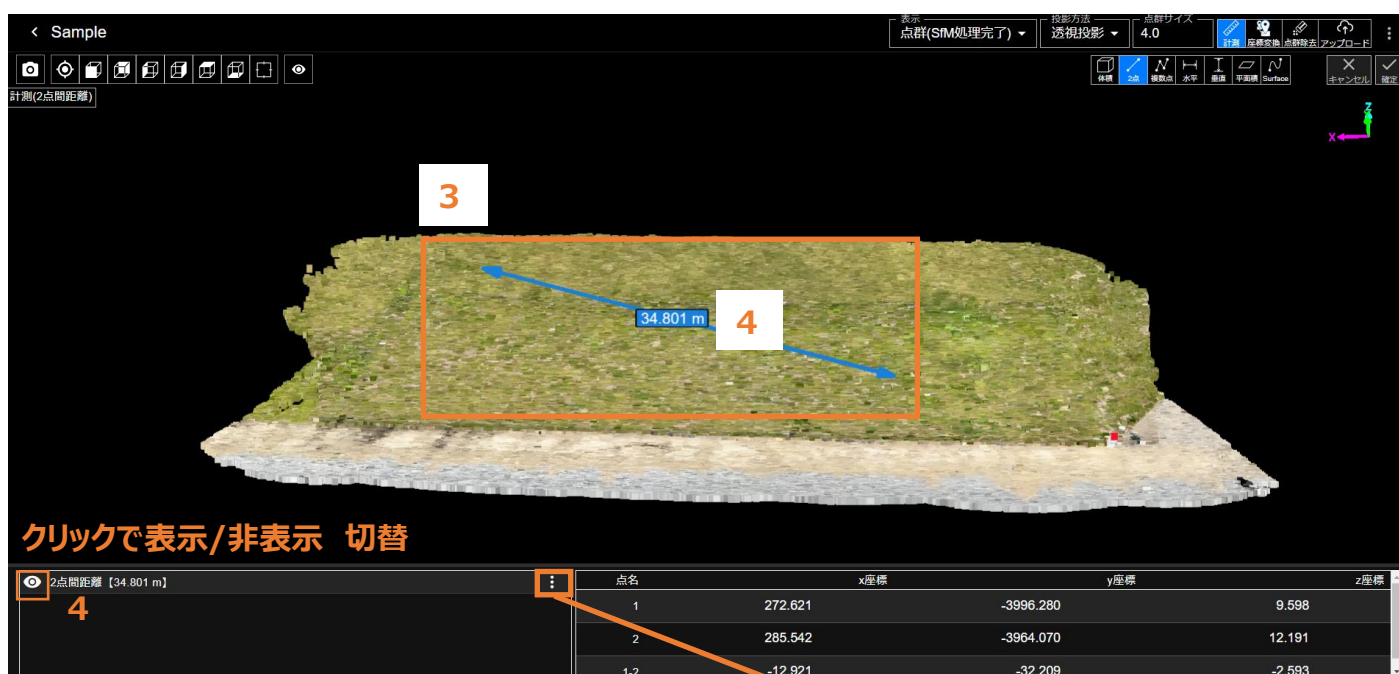 ‹ Sample
表示
点群(SfM処理完了)
投影方法
透視投影
点群サイズ
4.0
計測 座標変換 点群除去 アップロード
体積 2点 複数点 水平 垂直 平面積 Surface キャンセル 確定
計測(2点間距離)
Z
X
3
34.801 m
4
クリックで表示/非表示 切替
2点間距離【34.801 m】
4
点名 x座標 y座標 z座標
1 272.621 -3996.280 9.598
2 285.542 -3964.070 12.191
1-2 -12.921 -32.209 -2.593